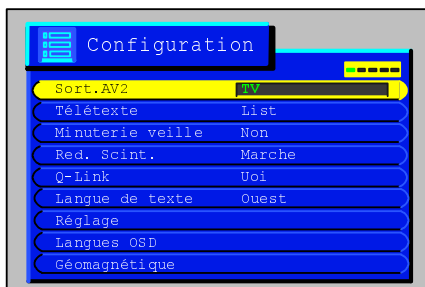 Configuration
Sort.AV2 TV
Télétexte List
Minuterie veille Non
Red. Scint. Marche
Q-Link Uoi
Langue de texte Ouest
Réglage
Langues OSD
Géomagnétique